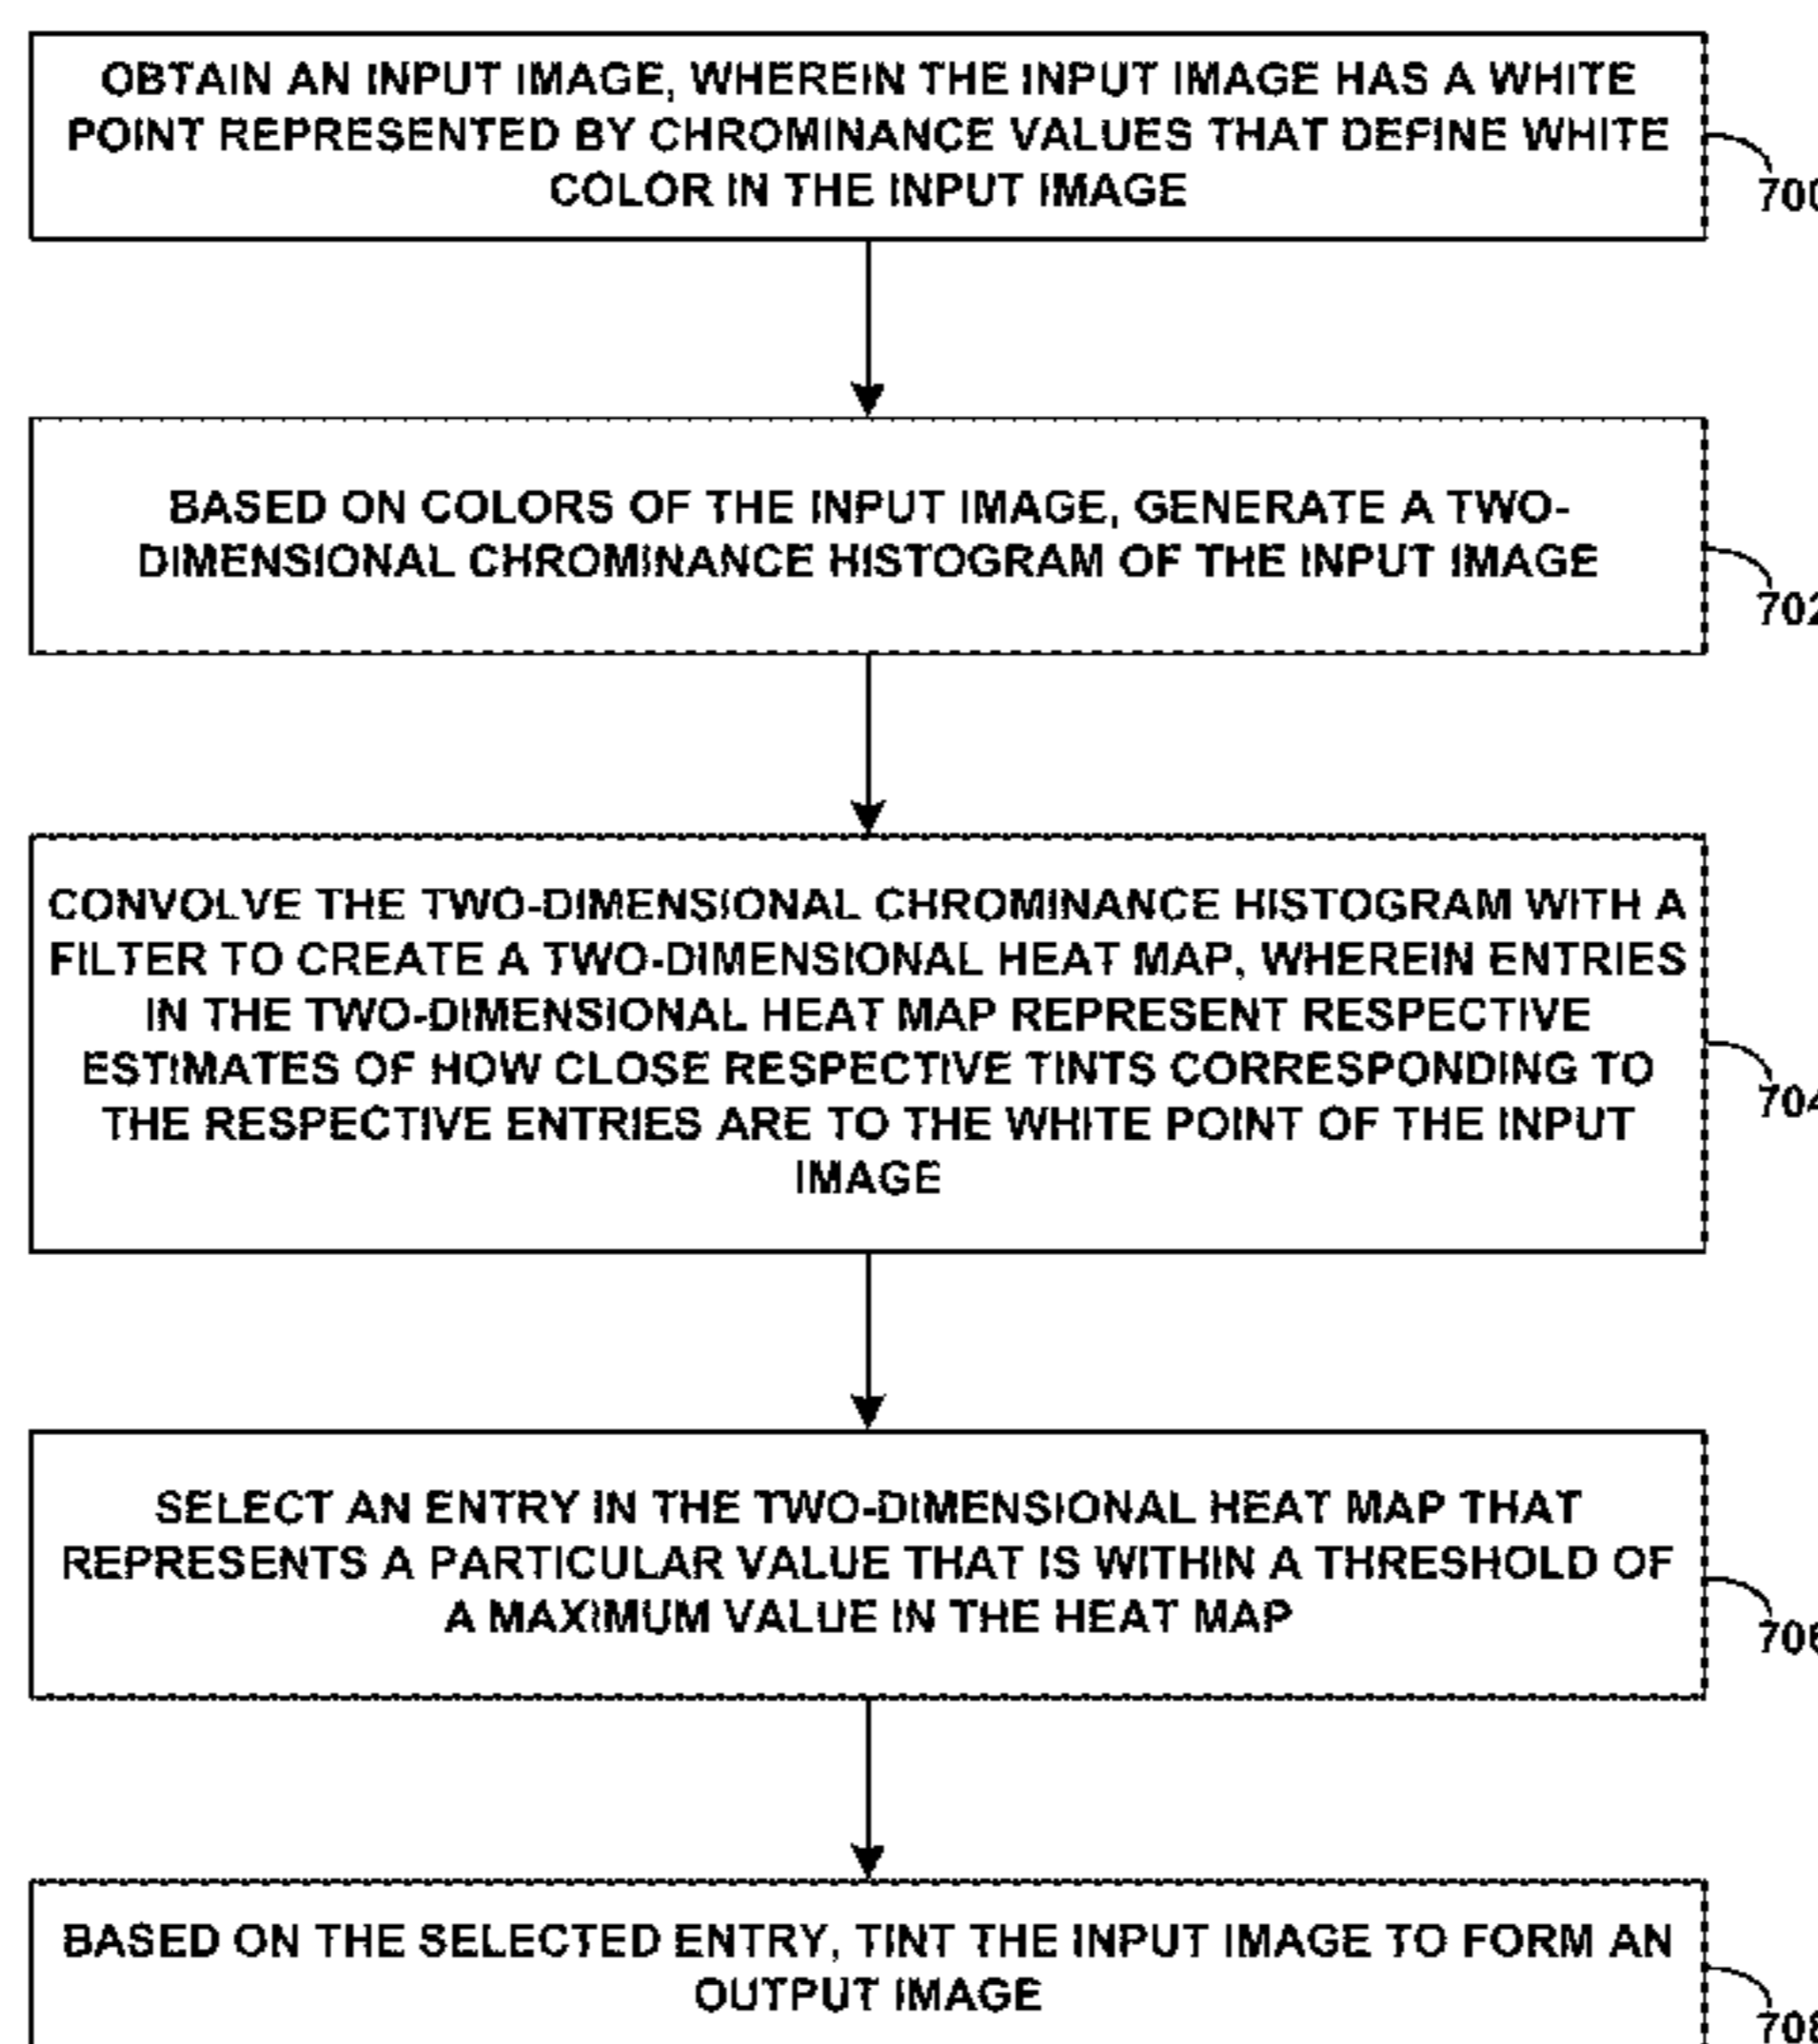 OBTAIN AN INPUT IMAGE, WHEREIN THE INPUT IMAGE HAS A WHITE
POINT REPRESENTED BY CHROMINANCE VALUES THAT DEFINE WHITE
COLOR IN THE INPUT IMAGE
700
BASED ON COLORS OF THE INPUT IMAGE, GENERATE A TWO-
DIMENSIONAL CHROMINANCE HISTOGRAM OF THE INPUT IMAGE
702
CONVOLVE THE TWO-DIMENSIONAL CHROMINANCE HISTOGRAM WITH A
FILTER TO CREATE A TWO-DIMENSIONAL HEAT MAP, WHEREIN ENTRIES
IN THE TWO-DIMENSIONAL HEAT MAP REPRESENT RESPECTIVE
ESTIMATES OF HOW CLOSE RESPECTIVE TINTS CORRESPONDING TO
THE RESPECTIVE ENTRIES ARE TO THE WHITE POINT OF THE INPUT
IMAGE
704
SELECT AN ENTRY IN THE TWO-DIMENSIONAL HEAT MAP THAT
REPRESENTS A PARTICULAR VALUE THAT IS WITHIN A THRESHOLD OF
A MAXIMUM VALUE IN THE HEAT MAP
706
BASED ON THE SELECTED ENTRY, TINT THE INPUT IMAGE TO FORM AN
OUTPUT IMAGE
708